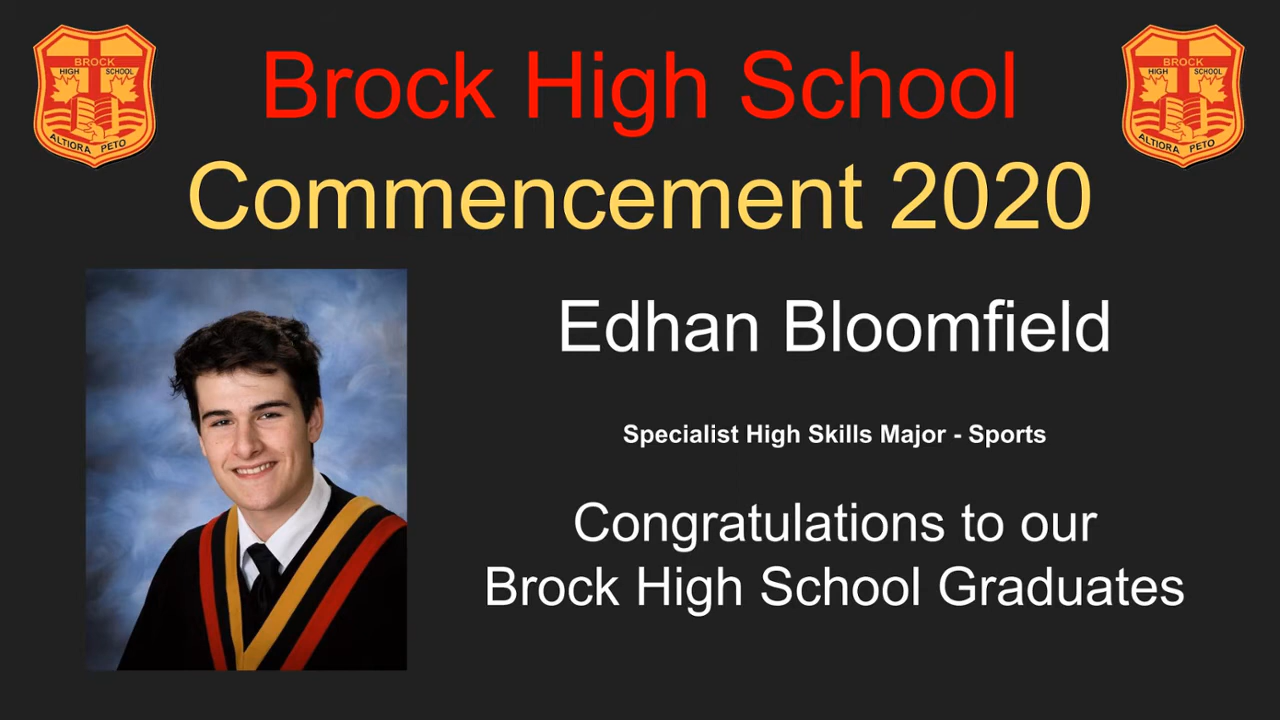 BROCK
HIGH SCHOOL
ALTIORA PETO
Brock High School
Commencement 2020
BROCK
HIGH SCHOOL
ALTIORA PETO
Edhan Bloomfield
Specialist High Skills Major - Sports
Congratulations to our
Brock High School Graduates